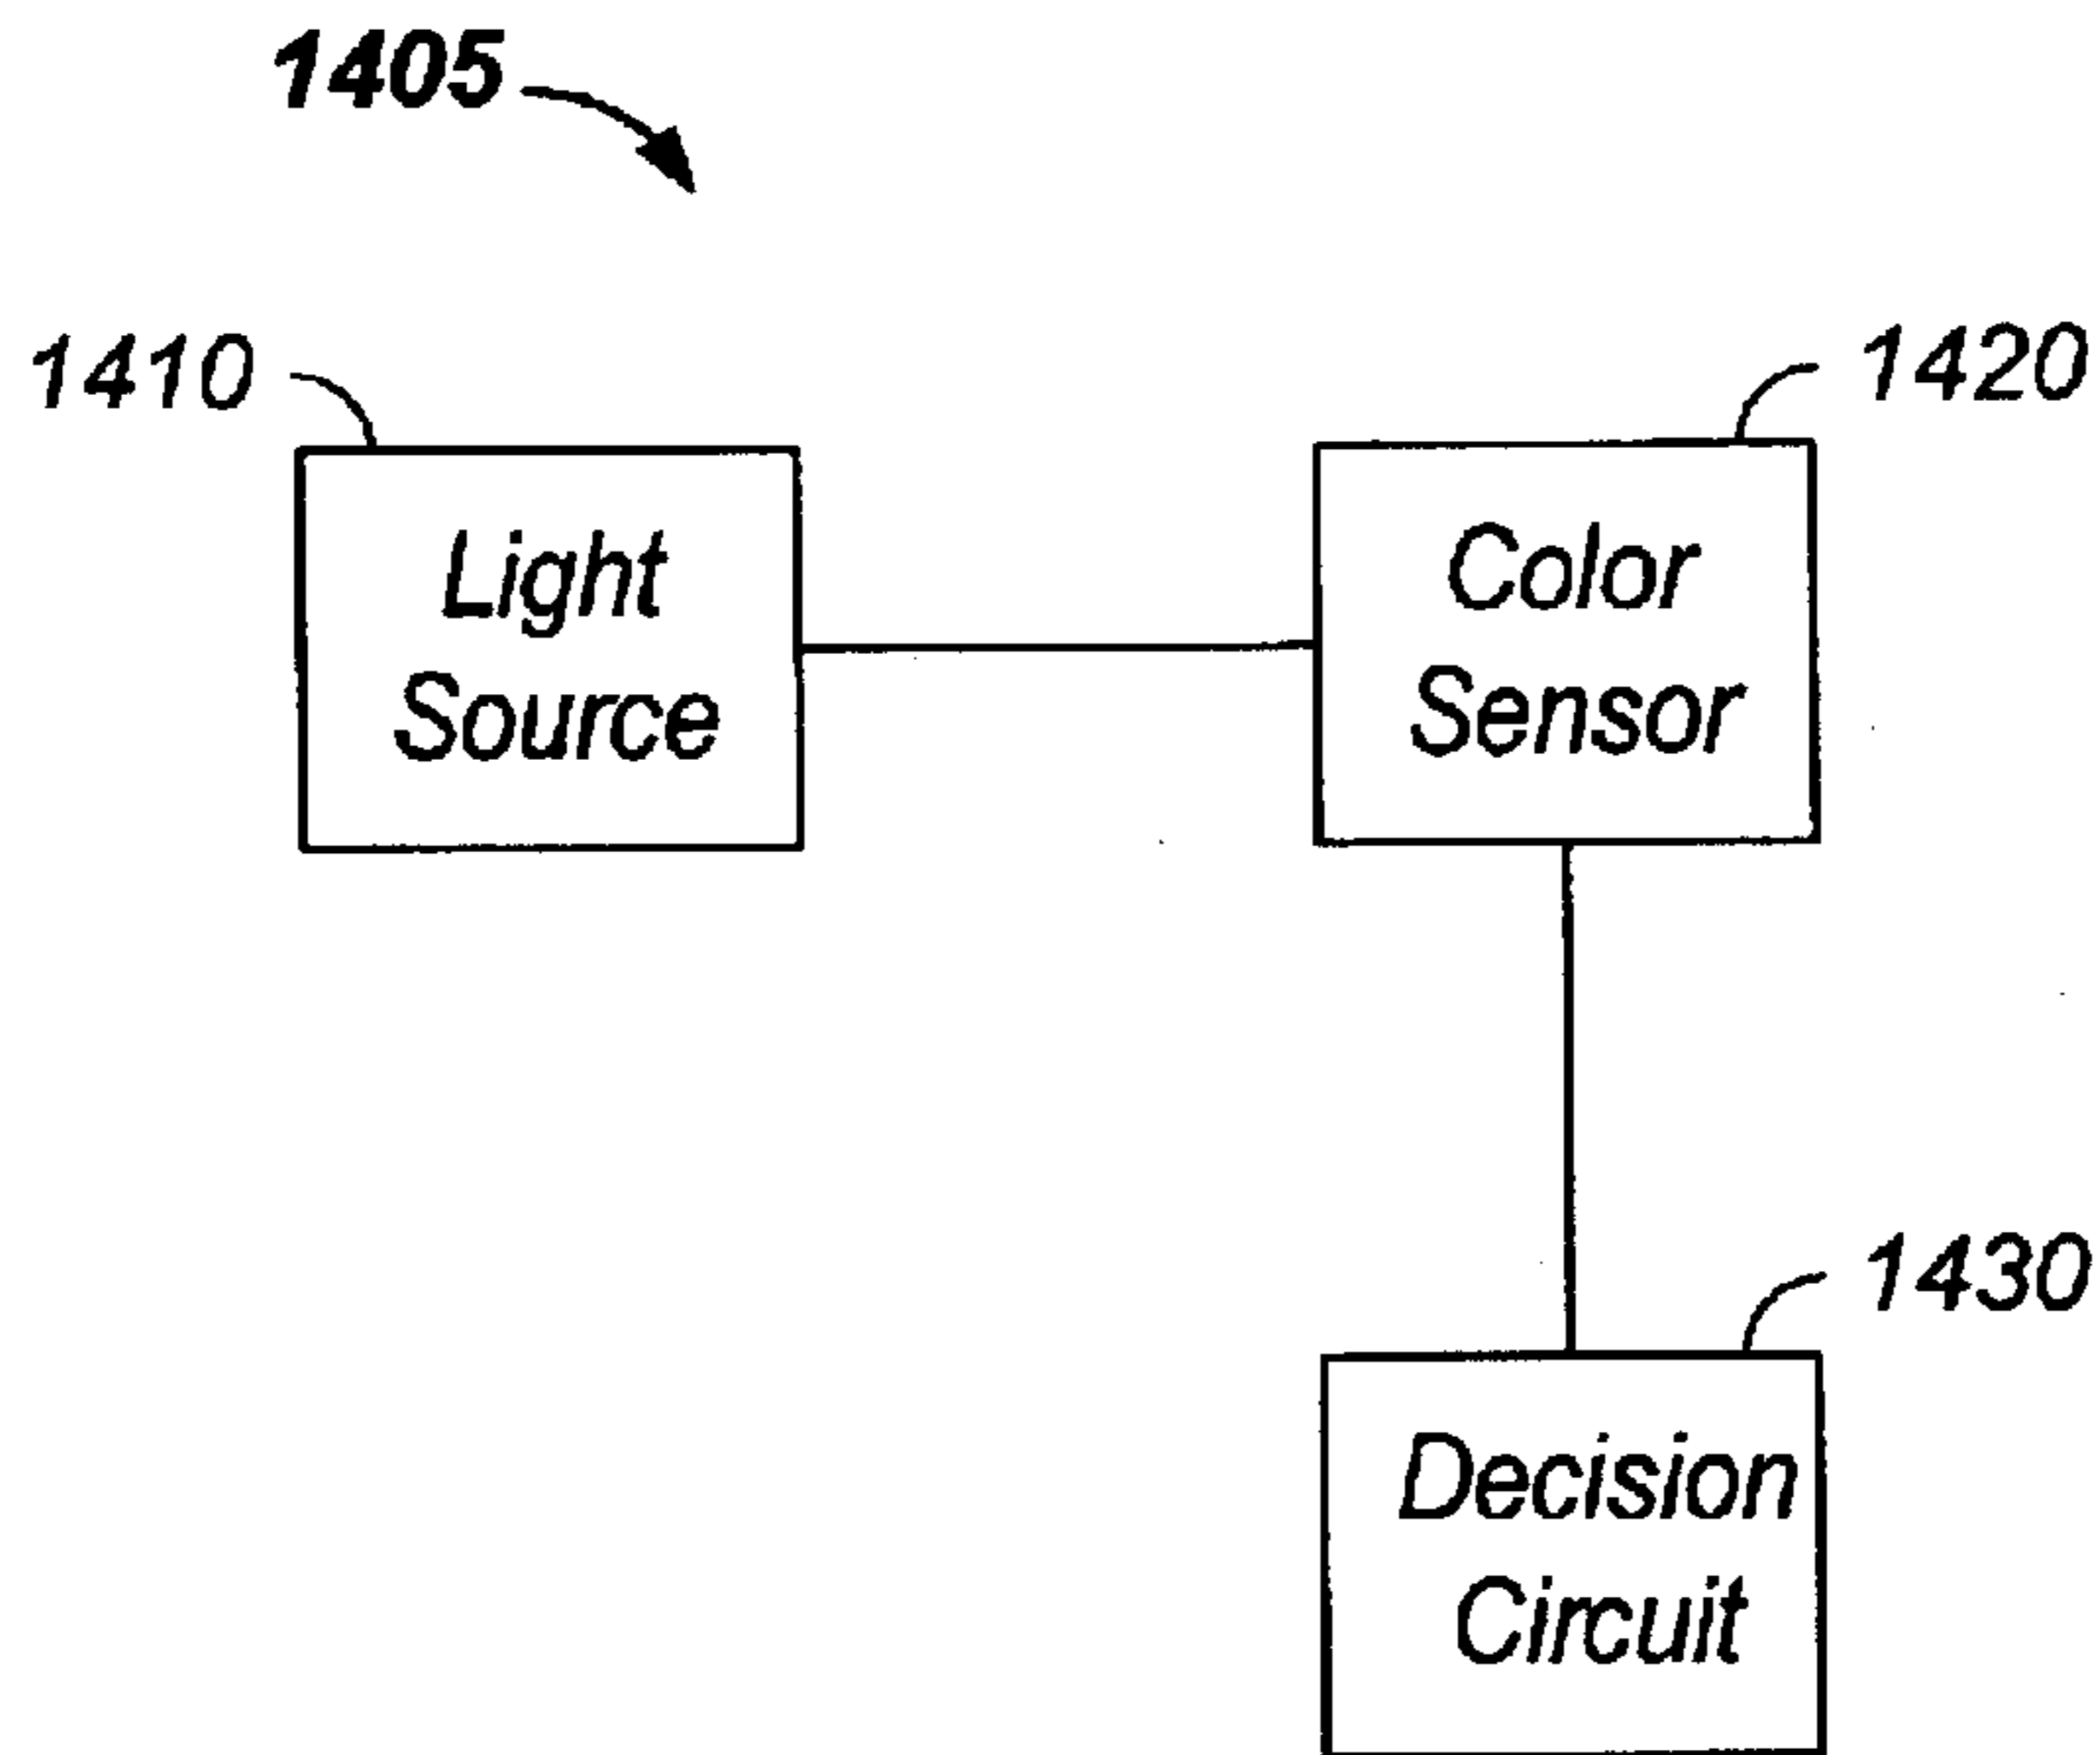 1405
1410
1420
Light
Source
Color
Sensor
1430
Decision
Circuit